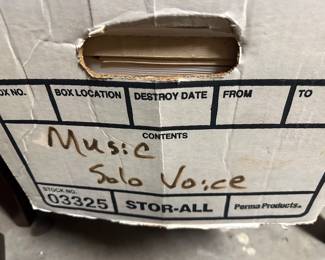 OX NO. BOX LOCATION DESTROY DATE FROM TO
CONTENTS
Music
Solo Voice
STOCK NO.
03325 STOR-ALL Perma Products.